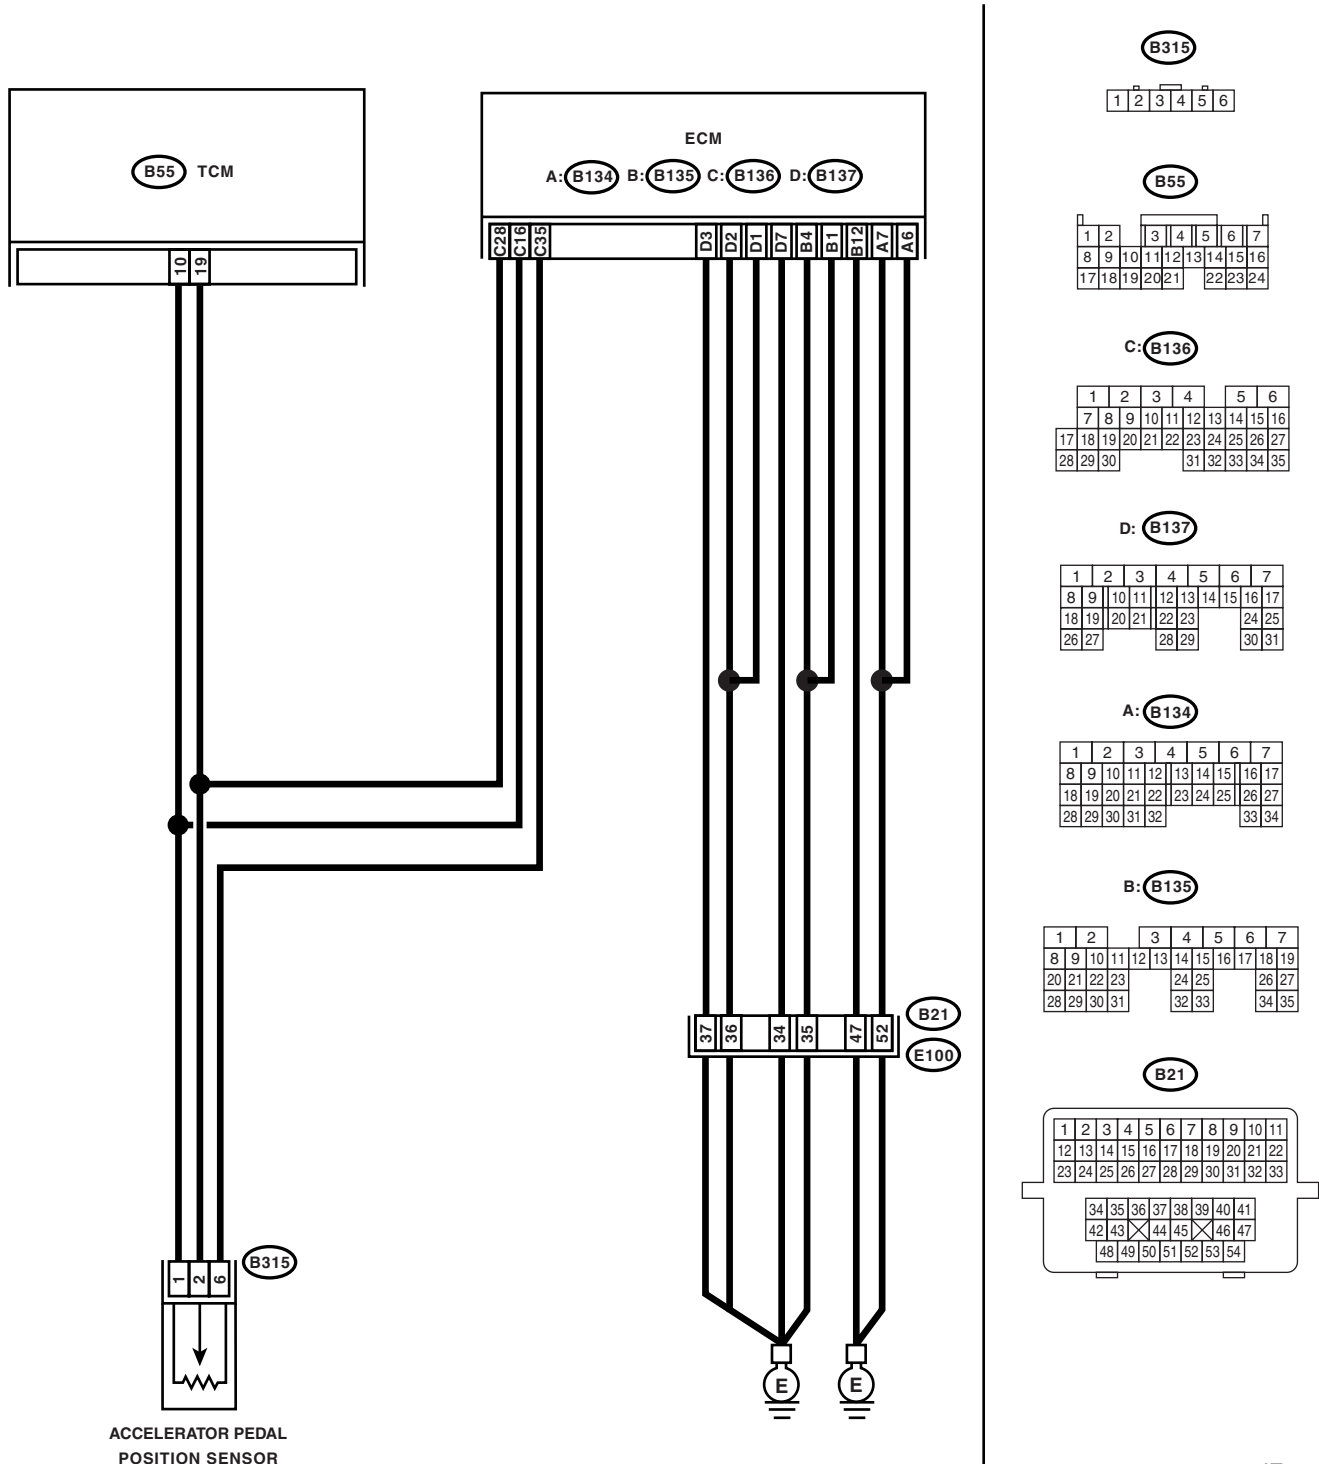 B55 TCM
10 19
ECM
A: B134 B: B135 C: B136 D: B137
C28 C16 C35 D3 D2 D1 D7 B4 B1 B12 A7 A6
37 36 34 35 47 52
B21
E100
1 2 6
B315
ACCELERATOR PEDAL
POSITION SENSOR
E E
B315
1 2 3 4 5 6
B55
1 2 3 4 5 6 7
8 9 10 11 12 13 14 15 16
17 18 19 20 21 22 23 24
C: B136
1 2 3 4 5 6
7 8 9 10 11 12 13 14 15 16
17 18 19 20 21 22 23 24 25 26 27
28 29 30 31 32 33 34 35
D: B137
1 2 3 4 5 6 7
8 9 10 11 12 13 14 15 16 17
18 19 20 21 22 23 24 25
26 27 28 29 30 31
A: B134
1 2 3 4 5 6 7
8 9 10 11 12 13 14 15 16 17
18 19 20 21 22 23 24 25 26 27
28 29 30 31 32 33 34
B: B135
1 2 3 4 5 6 7
8 9 10 11 12 13 14 15 16 17 18 19
20 21 22 23 24 25 26 27
28 29 30 31 32 33 34 35
B21
1 2 3 4 5 6 7 8 9 10 11
12 13 14 15 16 17 18 19 20 21 22
23 24 25 26 27 28 29 30 31 32 33
34 35 36 37 38 39 40 41
42 43 44 45 46 47
48 49 50 51 52 53 54